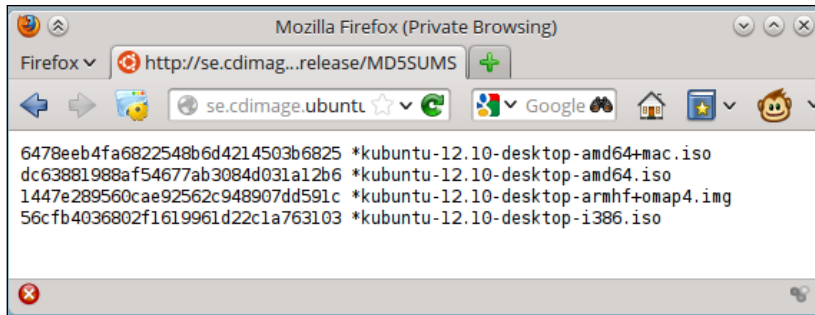 Mozilla Firefox (Private Browsing)
Firefox
http://se.cdimag...release/MD5SUMS
se.cdimage.ubuntu
Google
6478eeb4fa6822548b6d4214503b6825 *kubuntu-12.10-desktop-amd64+mac.iso
dc63881988af54677ab3084d031a12b6 *kubuntu-12.10-desktop-amd64.iso
1447e289560cae92562c948907dd591c *kubuntu-12.10-desktop-armhf+omap4.img
56cfb4036802f1619961d22c1a763103 *kubuntu-12.10-desktop-i386.iso